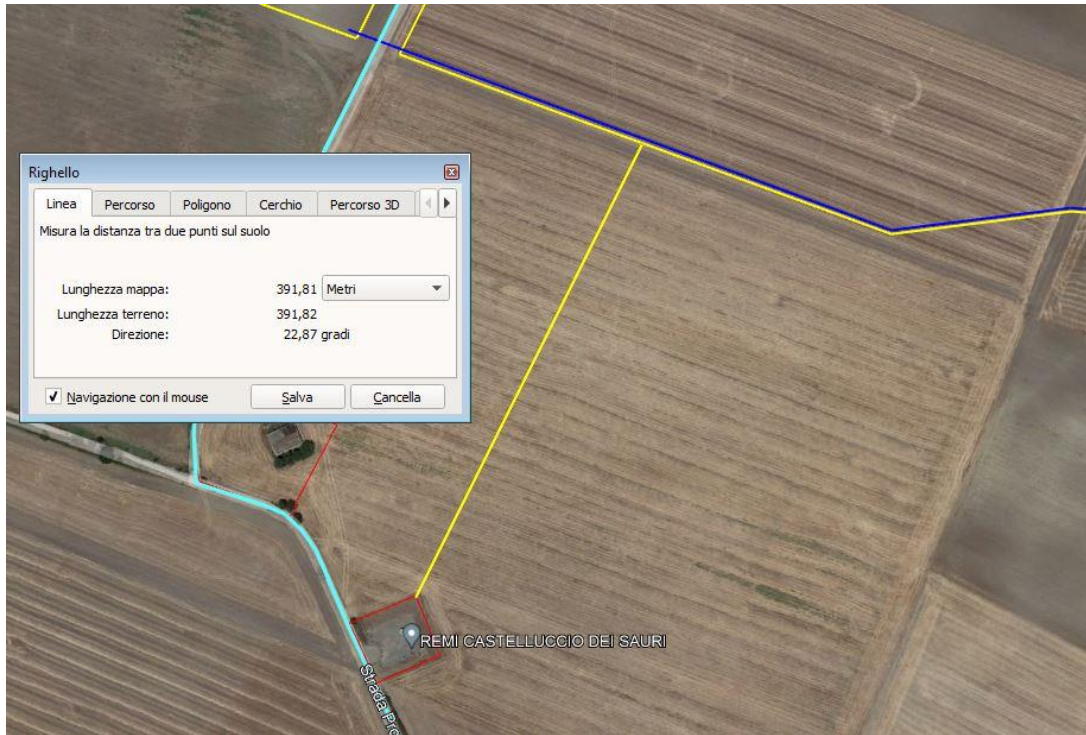 Righello
Linea Percorso Poligono Cerchio Percorso 3D
Misura la distanza tra due punti sul suolo
Lunghezza mappa: 391,81 Metri
Lunghezza terreno: 391,82
Direzione: 22,87 gradi
Navigazione con il mouse Salva Cancella
REMI CASTELLUCCIO DEI SAURI
Strada Pro